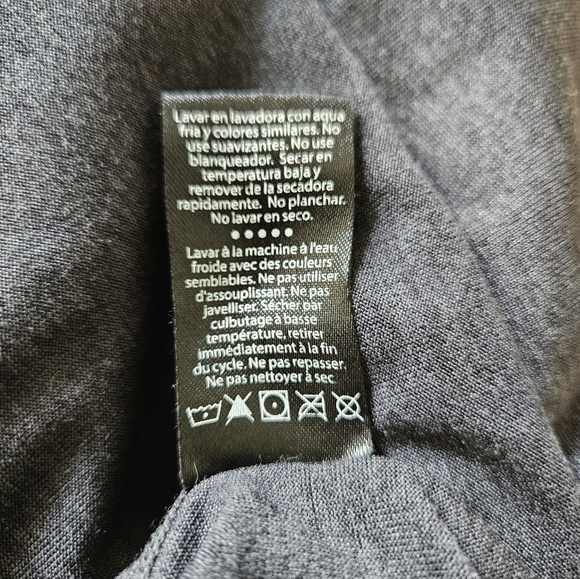 Lavar en lavadora con agua
fria y colores similares. No
use suavizantes. No use
blanqueador. Secar en
temperatura baja y
remover de la secadora
rapidamente. No planchar.
No lavar en seco.
•••••
Lavar à la machine à l'eau
froide avec des couleurs
semblables. Ne pas utiliser
d'assouplissant. Ne pas
javelliser. Sécher par
culbutage à basse
température, retirer
immédiatement à la fin
du cycle. Ne pas repasser.
Ne pas nettoyer à sec.